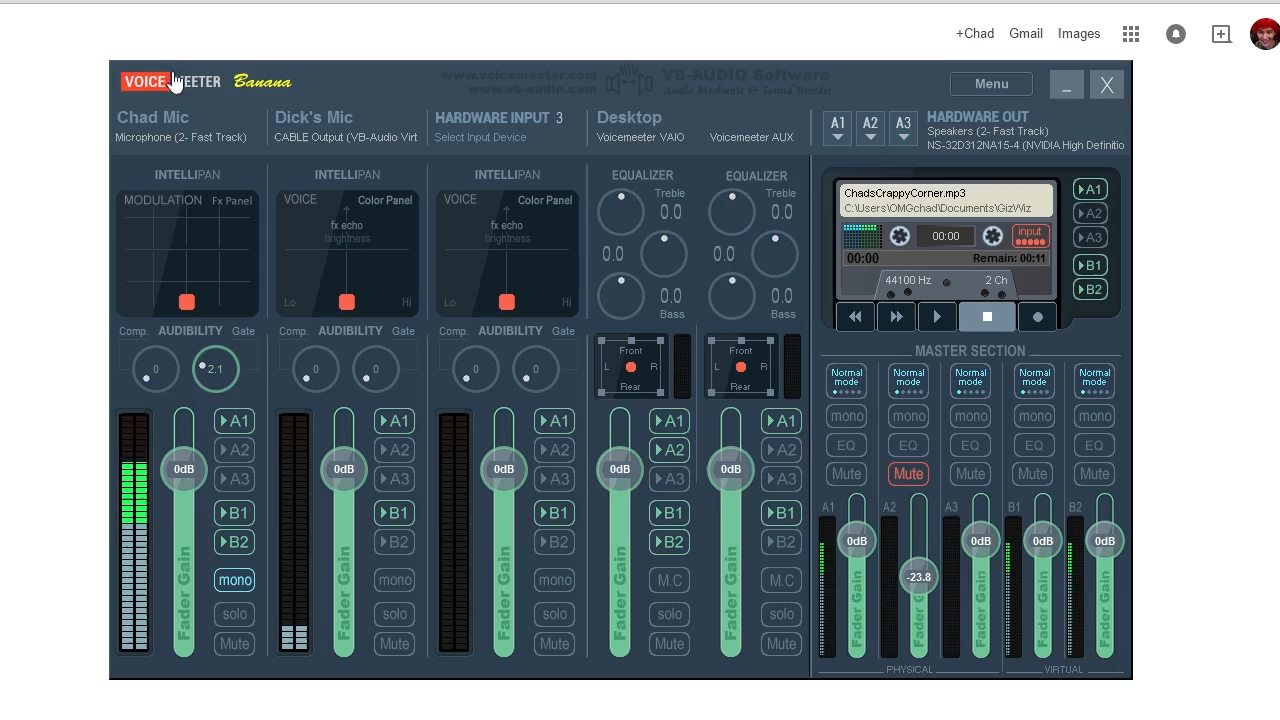 +Chad Gmail Images
VOICEMEETER Banana
www.voicemeeter.com
www.vb-audio.com
VB-AUDIO Software
Audio Mechanic & Sound Breeder
Menu
_ X
Chad Mic
Microphone (2- Fast Track)
Dick's Mic
CABLE Output (VB-Audio Virt
HARDWARE INPUT 3
Select Input Device
Desktop
Voicemeeter VAIO
Voicemeeter AUX
A1 A2 A3
HARDWARE OUT
Speakers (2- Fast Track)
NS-32D312NA15-4 (NVIDIA High Definitio
INTELLIPAN
MODULATION Fx Panel
INTELLIPAN
VOICE Color Panel
fx echo
brightness
Lo Hi
INTELLIPAN
VOICE Color Panel
fx echo
brightness
Lo Hi
EQUALIZER
Treble
0.0
0.0
0.0
Bass
EQUALIZER
Treble
0.0
0.0
0.0
Bass
ChadsCrappyCorner.mp3
C:\Users\OMGchad\Documents\GizWiz
00:00
input
00:00 Remain: 00:11
44100 Hz 2 Ch
A1
A2
A3
B1
B2
Comp. AUDIBILITY Gate
0 2.1
Comp. AUDIBILITY Gate
0 0
Comp. AUDIBILITY Gate
0 0
Front
L R
Rear
Front
L R
Rear
0dB
Fader Gain
A1
A2
A3
B1
B2
mono
solo
Mute
0dB
Fader Gain
A1
A2
A3
B1
B2
mono
solo
Mute
0dB
Fader Gain
A1
A2
A3
B1
B2
mono
solo
Mute
0dB
Fader Gain
A1
A2
A3
B1
B2
M.C
solo
Mute
0dB
Fader Gain
A1
A2
A3
B1
B2
M.C
solo
Mute
MASTER SECTION
Normal mode Normal mode Normal mode Normal mode Normal mode
mono mono mono mono mono
EQ EQ EQ EQ EQ
Mute Mute Mute Mute Mute
A1 A2 A3 B1 B2
0dB -23.8 0dB 0dB 0dB
Fader Gain Fader Gain Fader Gain Fader Gain Fader Gain
PHYSICAL VIRTUAL